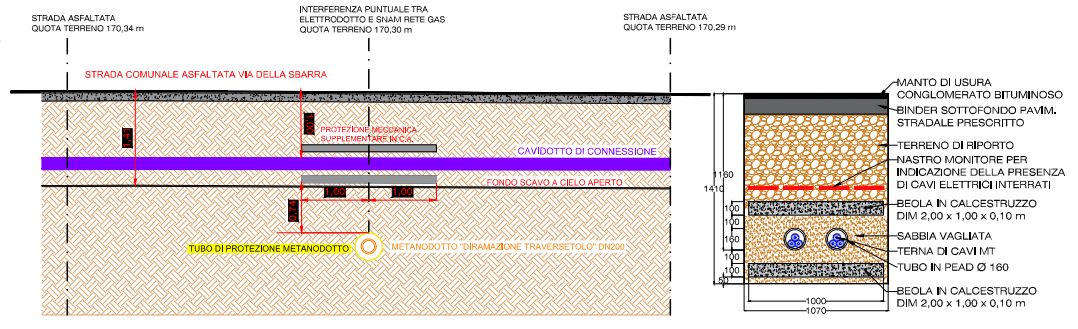 STRADA ASFALTATA
QUOTA TERRENO 170,34 m
INTERFERENZA PUNTUALE TRA
ELETTRODOTTO E SNAM RETE GAS
QUOTA TERRENO 170,30 m
STRADA ASFALTATA
QUOTA TERRENO 170,29 m
STRADA COMUNALE ASFALTATA VIA DELLA SBARRA
PROTEZIONE MECCANICA
SUPPLEMENTARE IN C.A.
CAVIDOTTO DI CONNESSIONE
1,00
1,00
FONDO SCAVO A CIELO APERTO
TUBO DI PROTEZIONE METANODOTTO
METANODOTTO "DIRAMAZIONE TRAVERSETOLO" DN200
MANTO DI USURA
CONGLOMERATO BITUMINOSO
BINDER SOTTOFONDO PAVIM.
STRADALE PRESCRITTO
TERRENO DI RIPORTO
NASTRO MONITORE PER
INDICAZIONE DELLA PRESENZA
DI CAVI ELETTRICI INTERRATI
BEOLA IN CALCESTRUZZO
DIM 2,00 x 1,00 x 0,10 m
SABBIA VAGLIATA
TERNA DI CAVI MT
TUBO IN PEAD Ø 160
BEOLA IN CALCESTRUZZO
DIM 2,00 x 1,00 x 0,10 m
1410
1160
100
100
160
100
100
50
1000
1070